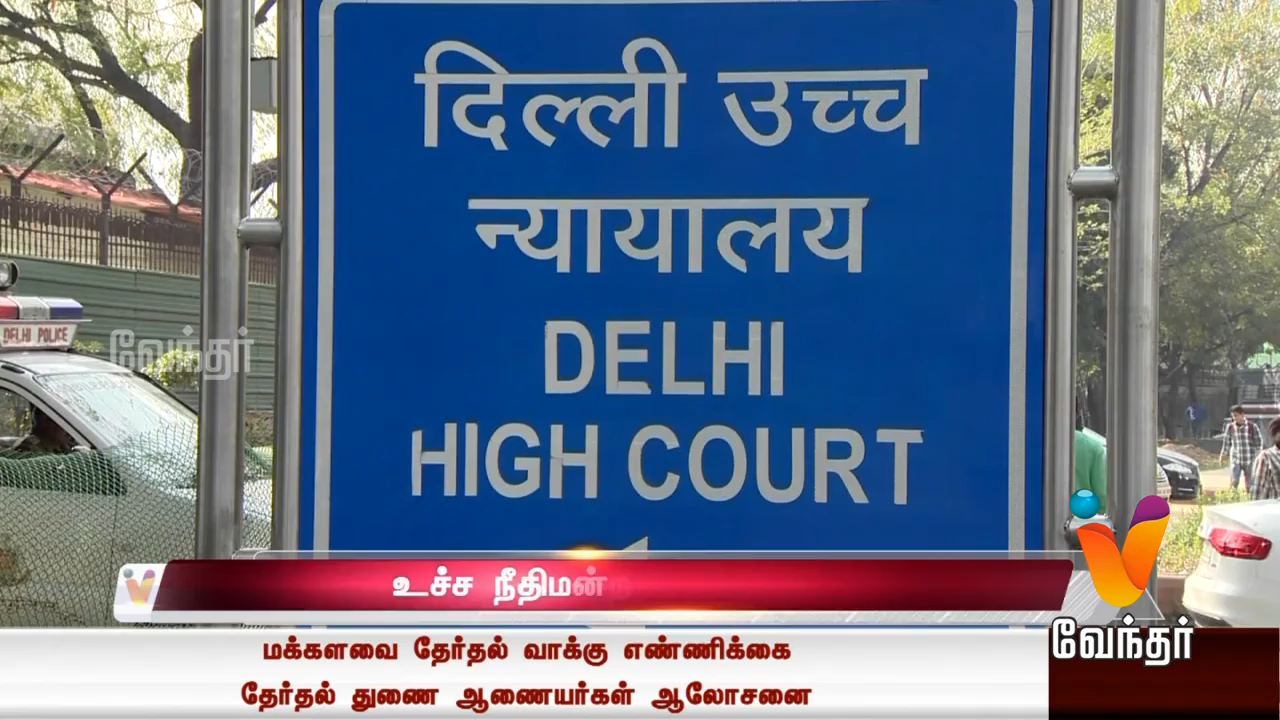 दिल्ली उच्च
न्यायालय
DELHI
HIGH COURT
DELHI POLICE
வேந்தர்
உச்ச
மக்களவை தேர்தல் வாக்கு எண்ணிக்கை
தேர்தல் துணை ஆணையர்கள் ஆலோசனை
வேந்தர்